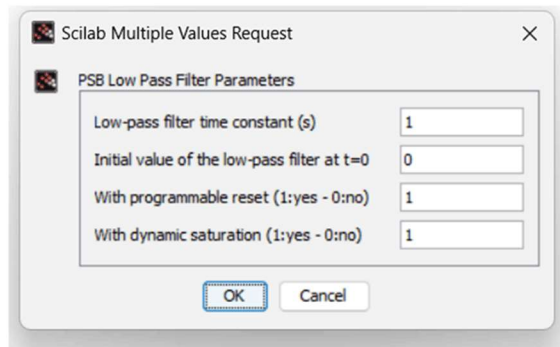 Scilab Multiple Values Request
PSB Low Pass Filter Parameters
Low-pass filter time constant (s) 1
Initial value of the low-pass filter at t=0 0
With programmable reset (1:yes - 0:no) 1
With dynamic saturation (1:yes - 0:no) 1
OK Cancel